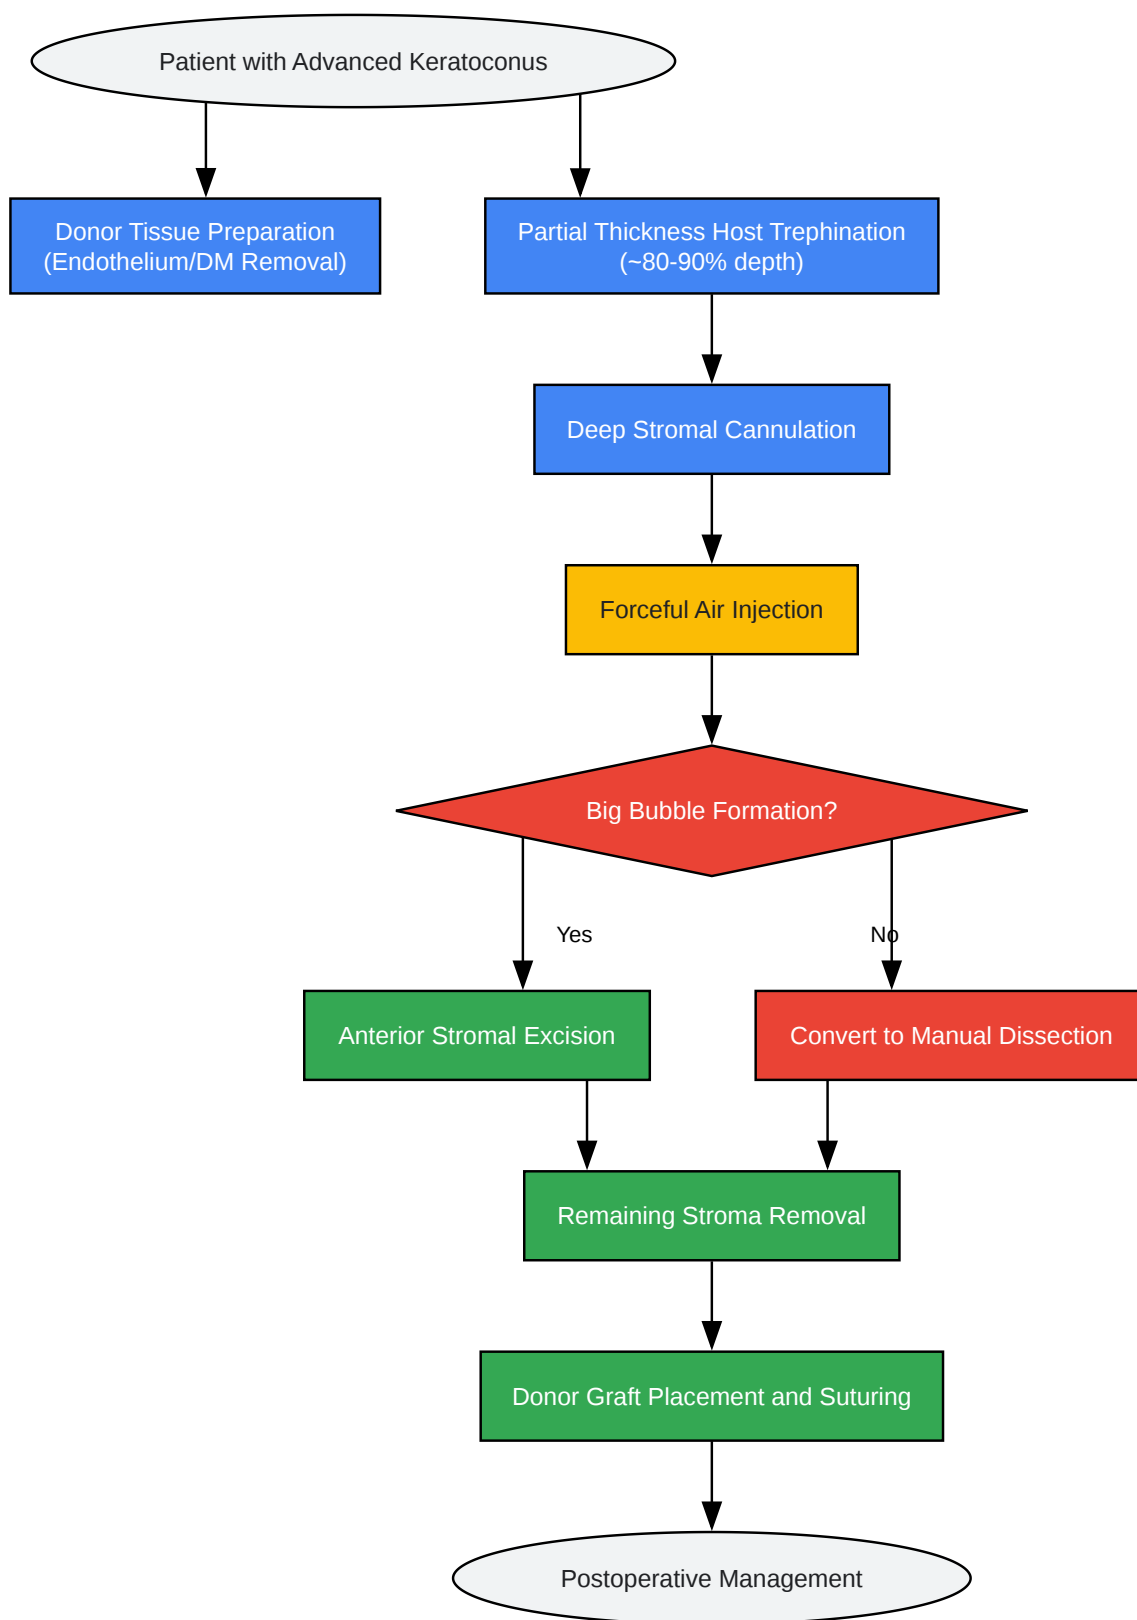 Patient with Advanced Keratoconus
Donor Tissue Preparation
(Endothelium/DM Removal)
Partial Thickness Host Trephination
(~80-90% depth)
Deep Stromal Cannulation
Forceful Air Injection
Big Bubble Formation?
Yes
No
Anterior Stromal Excision
Convert to Manual Dissection
Remaining Stroma Removal
Donor Graft Placement and Suturing
Postoperative Management